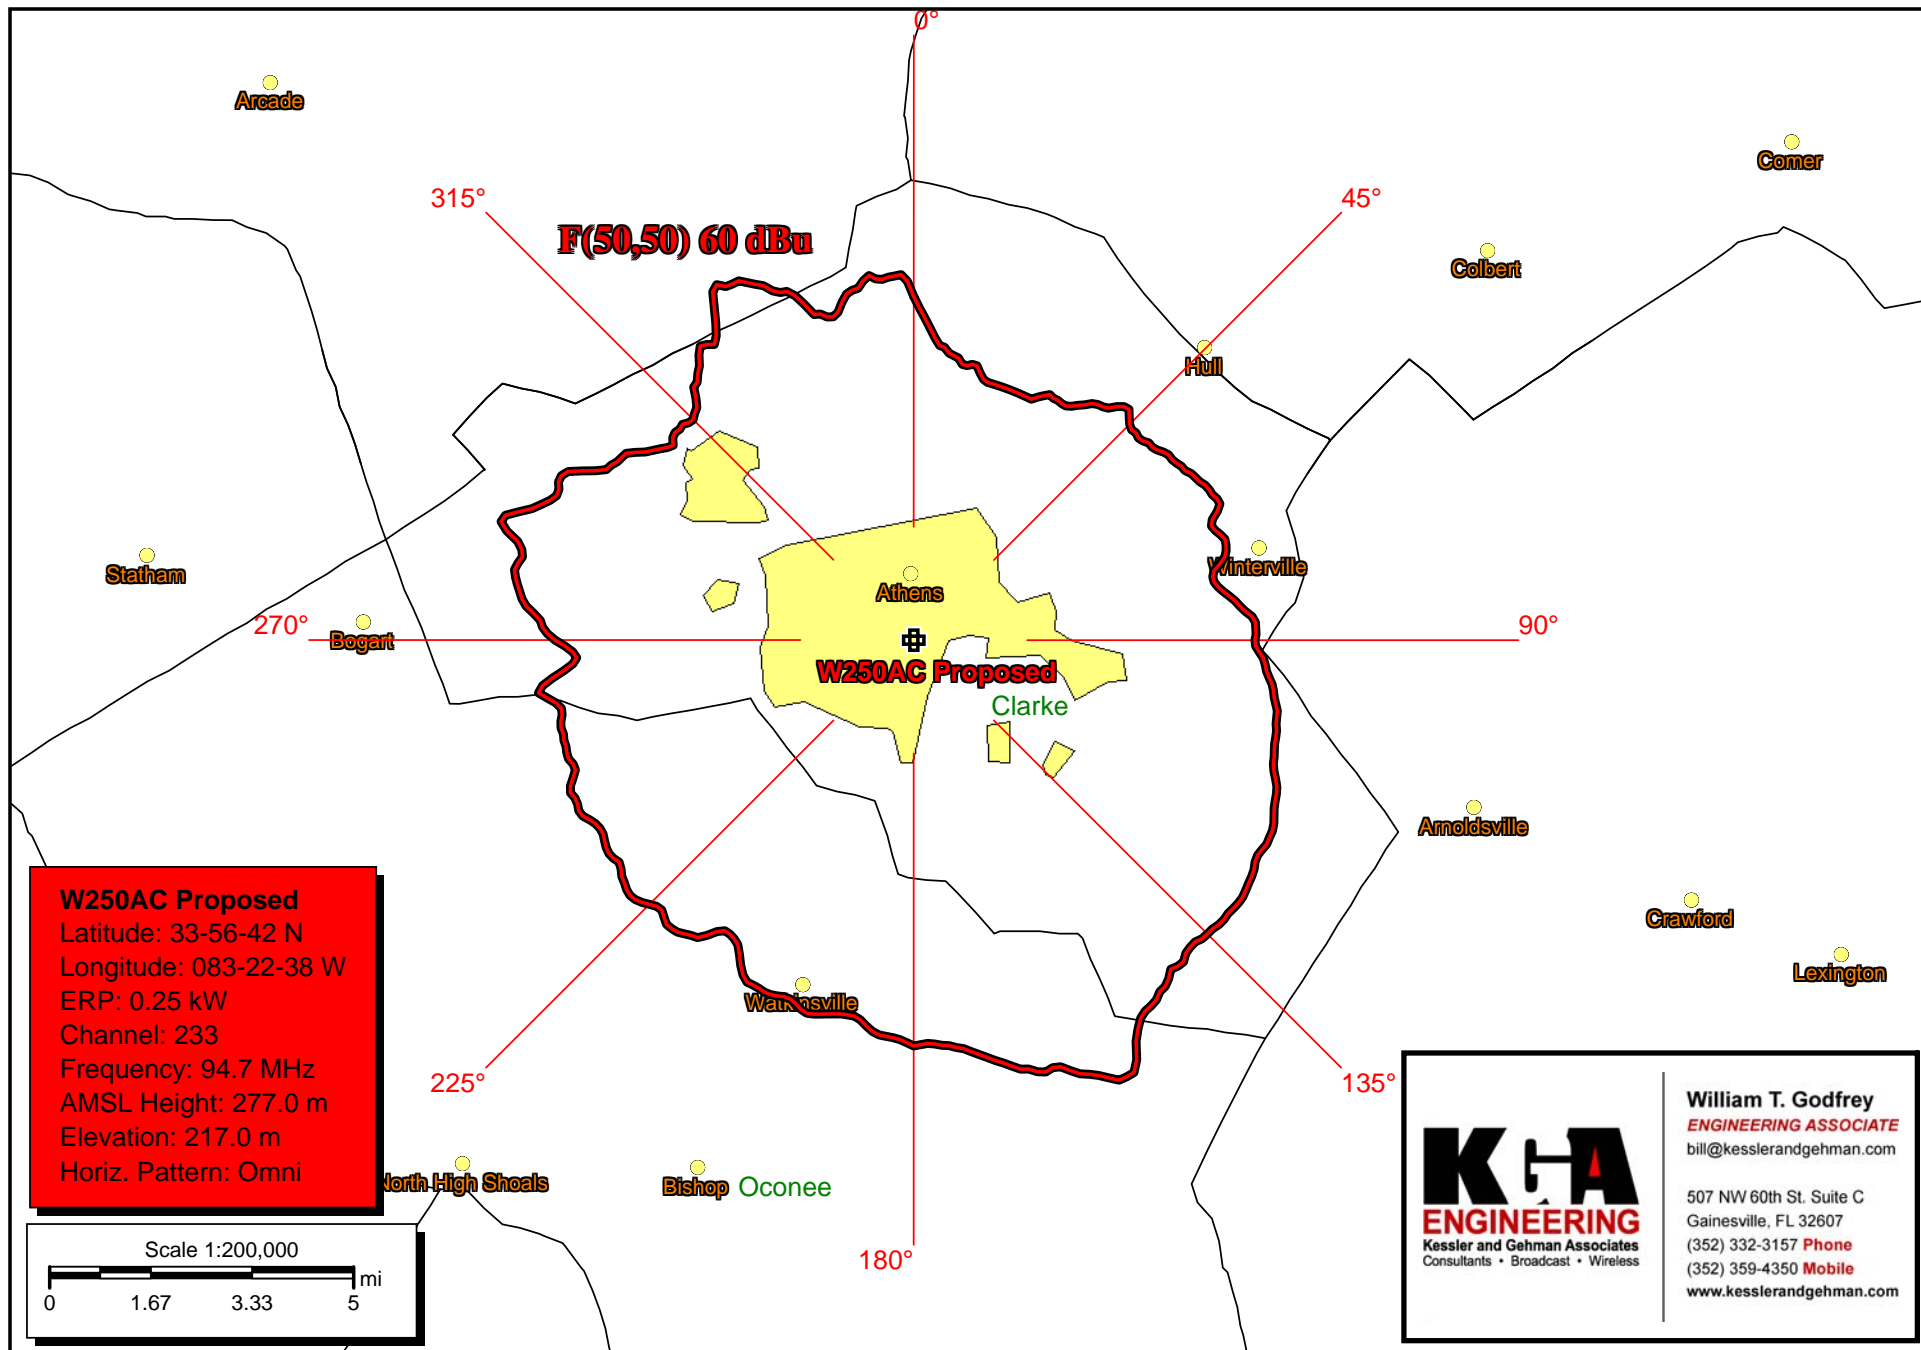 0°
Arcade
Comer
315°
45°
F(50,50) 60 dBu
Colbert
Hull
Statham
Winterville
Athens
270°
Bogart
90°
W250AC Proposed
Clarke
Arnoldsville
W250AC Proposed
Latitude: 33-56-42 N
Longitude: 083-22-38 W
ERP: 0.25 kW
Channel: 233
Frequency: 94.7 MHz
AMSL Height: 277.0 m
Elevation: 217.0 m
Horiz. Pattern: Omni
Crawford
Lexington
Watkinsville
225°
135°
North High Shoals
Bishop
Oconee
180°
Scale 1:200,000
mi
0 1.67 3.33 5
KGA
ENGINEERING
Kessler and Gehman Associates
Consultants • Broadcast • Wireless
William T. Godfrey
ENGINEERING ASSOCIATE
bill@kesslerandgehman.com
507 NW 60th St. Suite C
Gainesville, FL 32607
(352) 332-3157 Phone
(352) 359-4350 Mobile
www.kesslerandgehman.com